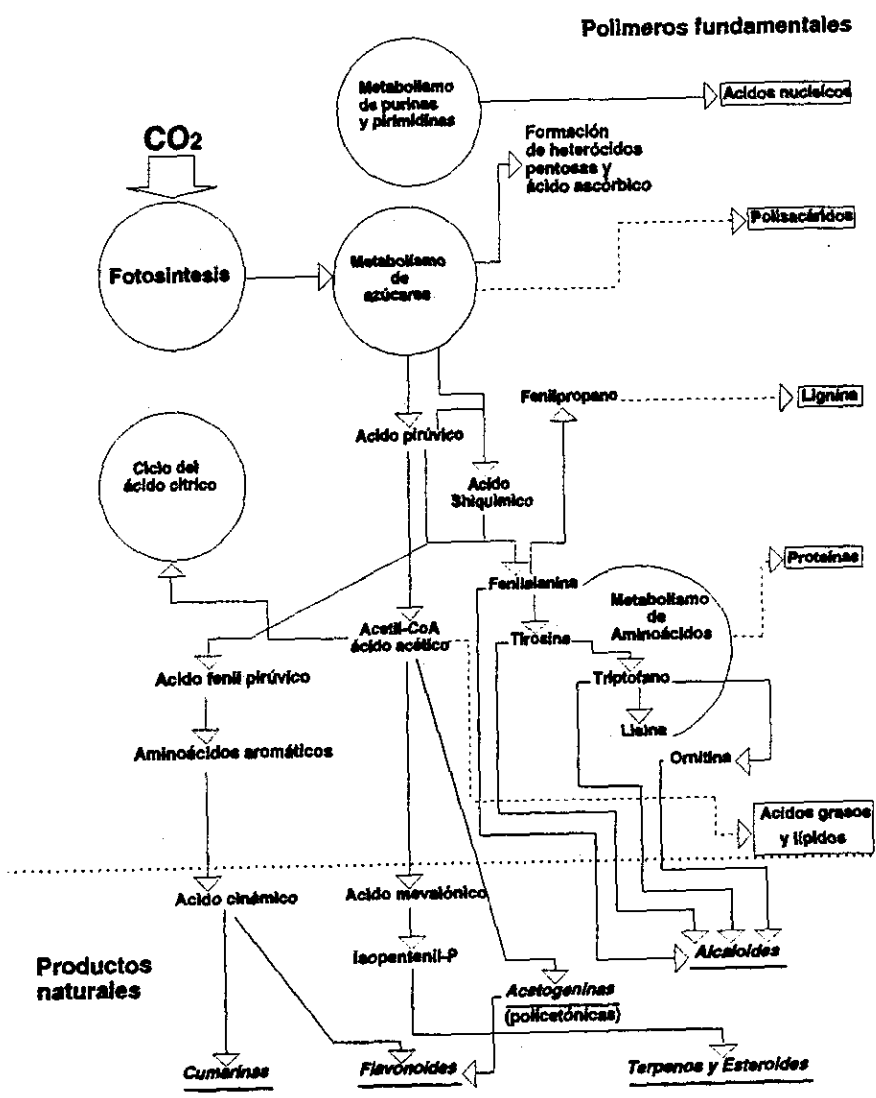 Polimeros fundamentales
Metabolismo
de purinas
y pirimidinas
Acidos nucleicos
CO2
Formación
de heterócidos
pentosas y
ácido ascórbico
Polisacáridos
Fotosintesis
Metabolismo
de
azúcares
Fenilpropano
Lignina
Acido pirúvico
Ciclo del
ácido cítrico
Acido
Shiquimico
Proteínas
Fenilalanina
Metabolismo
de
Aminoácidos
Acetil-CoA
ácido acético
Tirosina
Acido fenil pirúvico
Triptofano
Lisina
Aminoácidos aromáticos
Ornitina
Acidos grasos
y lípidos
Acido cinámico
Acido mevalónico
Isopentenil-P
Alcaloides
Productos
naturales
Acetogeninas
(policetónicas)
Cumarinas
Flavonoides
Terpenos y Esteroides